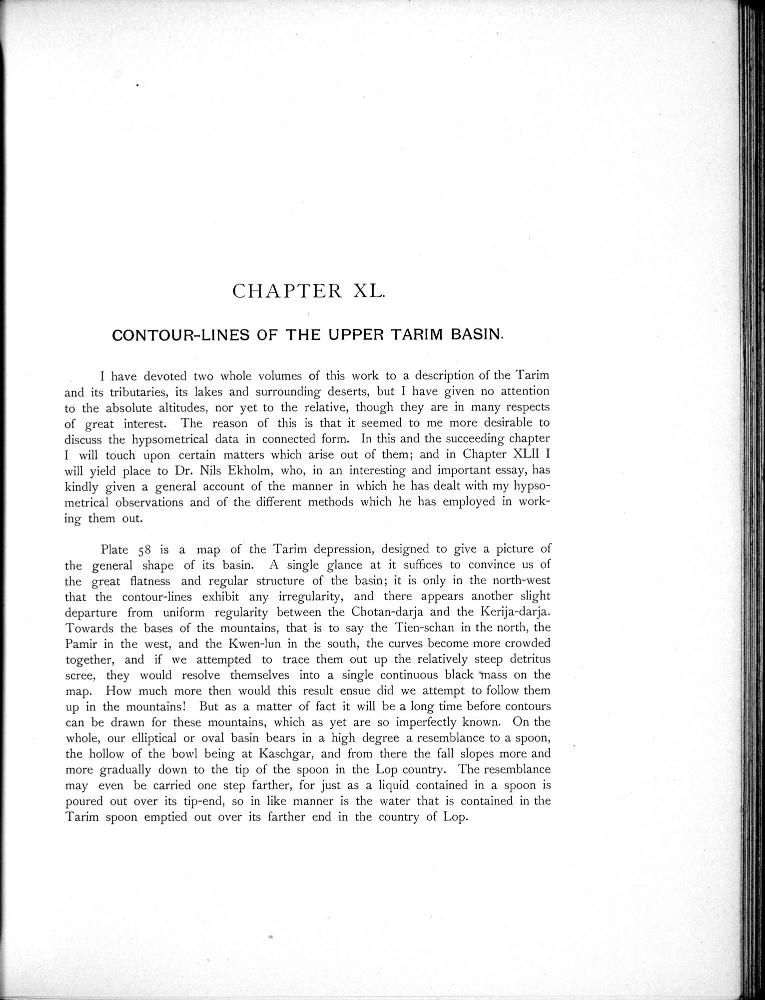 CHAPTER XL.
CONTOUR-LINES OF THE UPPER TARIM BASIN.
I have devoted two whole volumes of this work to a description of the Tarim
and its tributaries, its lakes and surrounding deserts, but I have given no attention
to the absolute altitudes, nor yet to the relative, though they are in many respects
of great interest. The reason of this is that it seemed to me more desirable to
discuss the hypsometrical data in connected form. In this and the succeeding chapter
I will touch upon certain matters which arise out of them; and in Chapter XLII I
will yield place to Dr. Nils Ekholm, who, in an interesting and important essay, has
kindly given a general account of the manner in which he has dealt with my hypso-
metrical observations and of the different methods which he has employed in work-
ing them out.
Plate 58 is a map of the Tarim depression, designed to give a picture of
the general shape of its basin. A single glance at it suffices to convince us of
the great flatness and regular structure of the basin; it is only in the north-west
that the contour-lines exhibit any irregularity, and there appears another slight
departure from uniform regularity between the Chotan-darja and the Kerija-darja.
Towards the bases of the mountains, that is to say the Tien-schan in the north, the
Pamir in the west, and the Kwen-lun in the south, the curves become more crowded
together, and if we attempted to trace them out up the relatively steep detritus
scree, they would resolve themselves into a single continuous black mass on the
map. How much more then would this result ensue did we attempt to follow them
up in the mountains! But as a matter of fact it will be a long time before contours
can be drawn for these mountains, which as yet are so imperfectly known. On the
whole, our elliptical or oval basin bears in a high degree a resemblance to a spoon,
the hollow of the bowl being at Kaschgar, and from there the fall slopes more and
more gradually down to the tip of the spoon in the Lop country. The resemblance
may even be carried one step farther, for just as a liquid contained in a spoon is
poured out over its tip-end, so in like manner is the water that is contained in the
Tarim spoon emptied out over its farther end in the country of Lop.